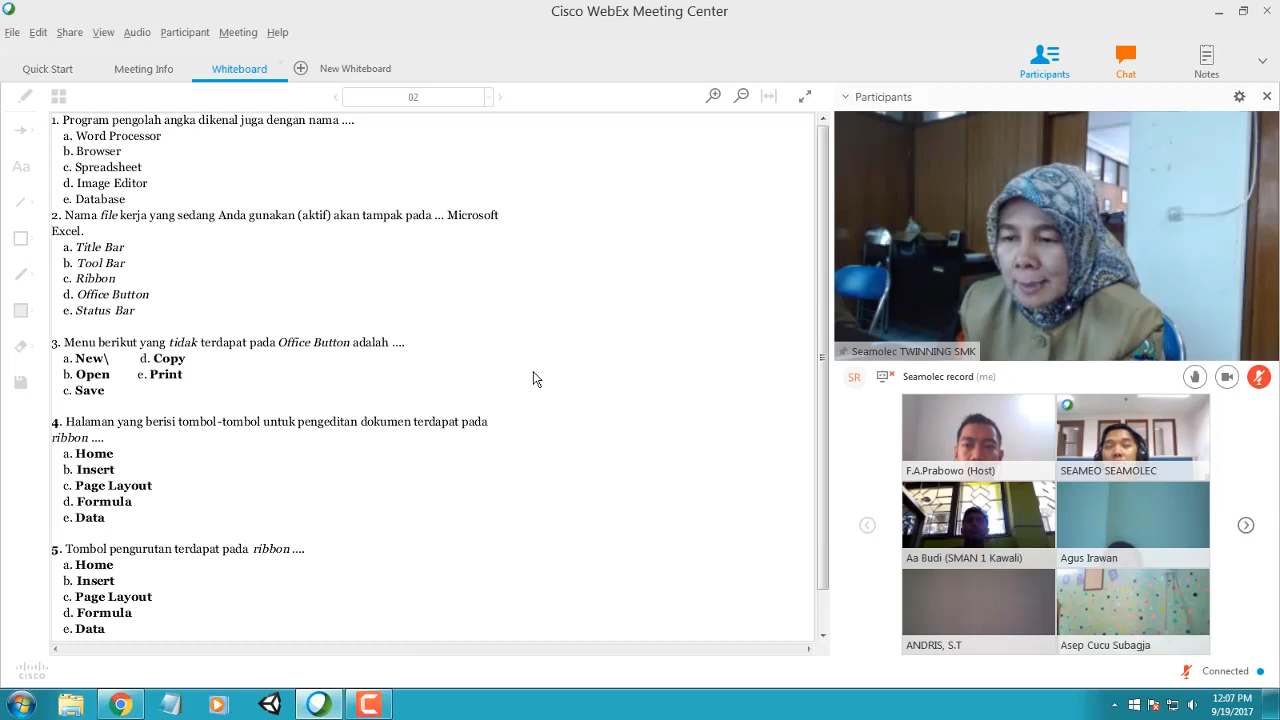 Cisco WebEx Meeting Center
File Edit Share View Audio Participant Meeting Help
Quick Start Meeting Info Whiteboard New Whiteboard
Participants Chat Notes
02
Participants
1. Program pengolah angka dikenal juga dengan nama ....
a. Word Processor
b. Browser
c. Spreadsheet
d. Image Editor
e. Database
2. Nama file kerja yang sedang Anda gunakan (aktif) akan tampak pada ... Microsoft
Excel.
a. Title Bar
b. Tool Bar
c. Ribbon
d. Office Button
e. Status Bar
3. Menu berikut yang tidak terdapat pada Office Button adalah ....
a. New\ d. Copy
b. Open e. Print
c. Save
4. Halaman yang berisi tombol-tombol untuk pengeditan dokumen terdapat pada
ribbon ....
a. Home
b. Insert
c. Page Layout
d. Formula
e. Data
5. Tombol pengurutan terdapat pada ribbon ....
a. Home
b. Insert
c. Page Layout
d. Formula
e. Data
Aa
cisco
Seamolec TWINNING SMK
SR Seamolec record (me)
F.A.Prabowo (Host) SEAMEO SEAMOLEC
Aa Budi (SMAN 1 Kawali) Agus Irawan
ANDRIS, S.T Asep Cucu Subagja
Connected
12:07 PM
9/19/2017